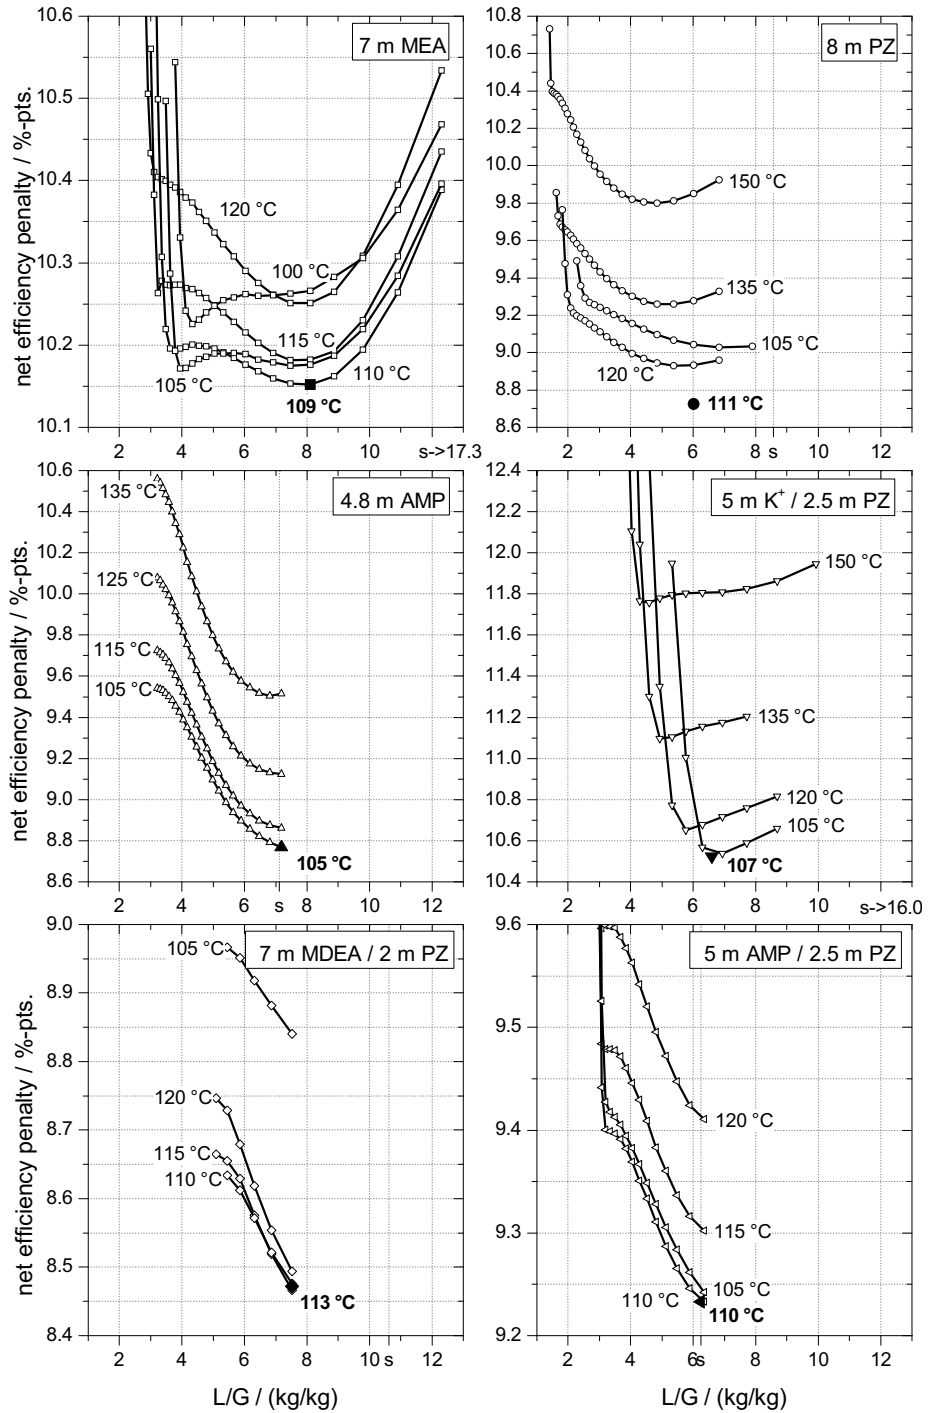 net efficiency penalty / %-pts.
10.6
10.5
10.4
10.3
10.2
10.1
7 m MEA
120 °C
100 °C
115 °C
105 °C
110 °C
109 °C
2 4 6 8 10 s->17.3
10.8
10.6
10.4
10.2
10.0
9.8
9.6
9.4
9.2
9.0
8.8
8.6
8 m PZ
150 °C
135 °C
105 °C
120 °C
111 °C
2 4 6 8 s 10 12
net efficiency penalty / %-pts.
10.6
10.4
10.2
10.0
9.8
9.6
9.4
9.2
9.0
8.8
8.6
4.8 m AMP
135 °C
125 °C
115 °C
105 °C
105 °C
2 4 6 s 8 10 12
12.4
12.2
12.0
11.8
11.6
11.4
11.2
11.0
10.8
10.6
10.4
5 m K⁺ / 2.5 m PZ
150 °C
135 °C
120 °C
105 °C
107 °C
2 4 6 8 10 s->16.0
net efficiency penalty / %-pts.
9.0
8.9
8.8
8.7
8.6
8.5
8.4
7 m MDEA / 2 m PZ
105 °C
120 °C
115 °C
110 °C
113 °C
2 4 6 8 10 s 12
L/G / (kg/kg)
9.6
9.5
9.4
9.3
9.2
5 m AMP / 2.5 m PZ
120 °C
115 °C
105 °C
110 °C
110 °C
2 4 6s 8 10 12
L/G / (kg/kg)